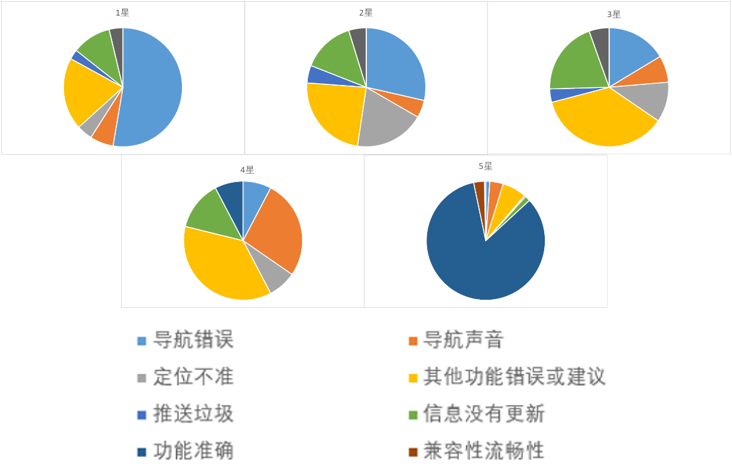 1星
2星
3星
4星
5星
导航错误
导航声音
定位不准
其他功能错误或建议
推送垃圾
信息没有更新
功能准确
兼容性流畅性